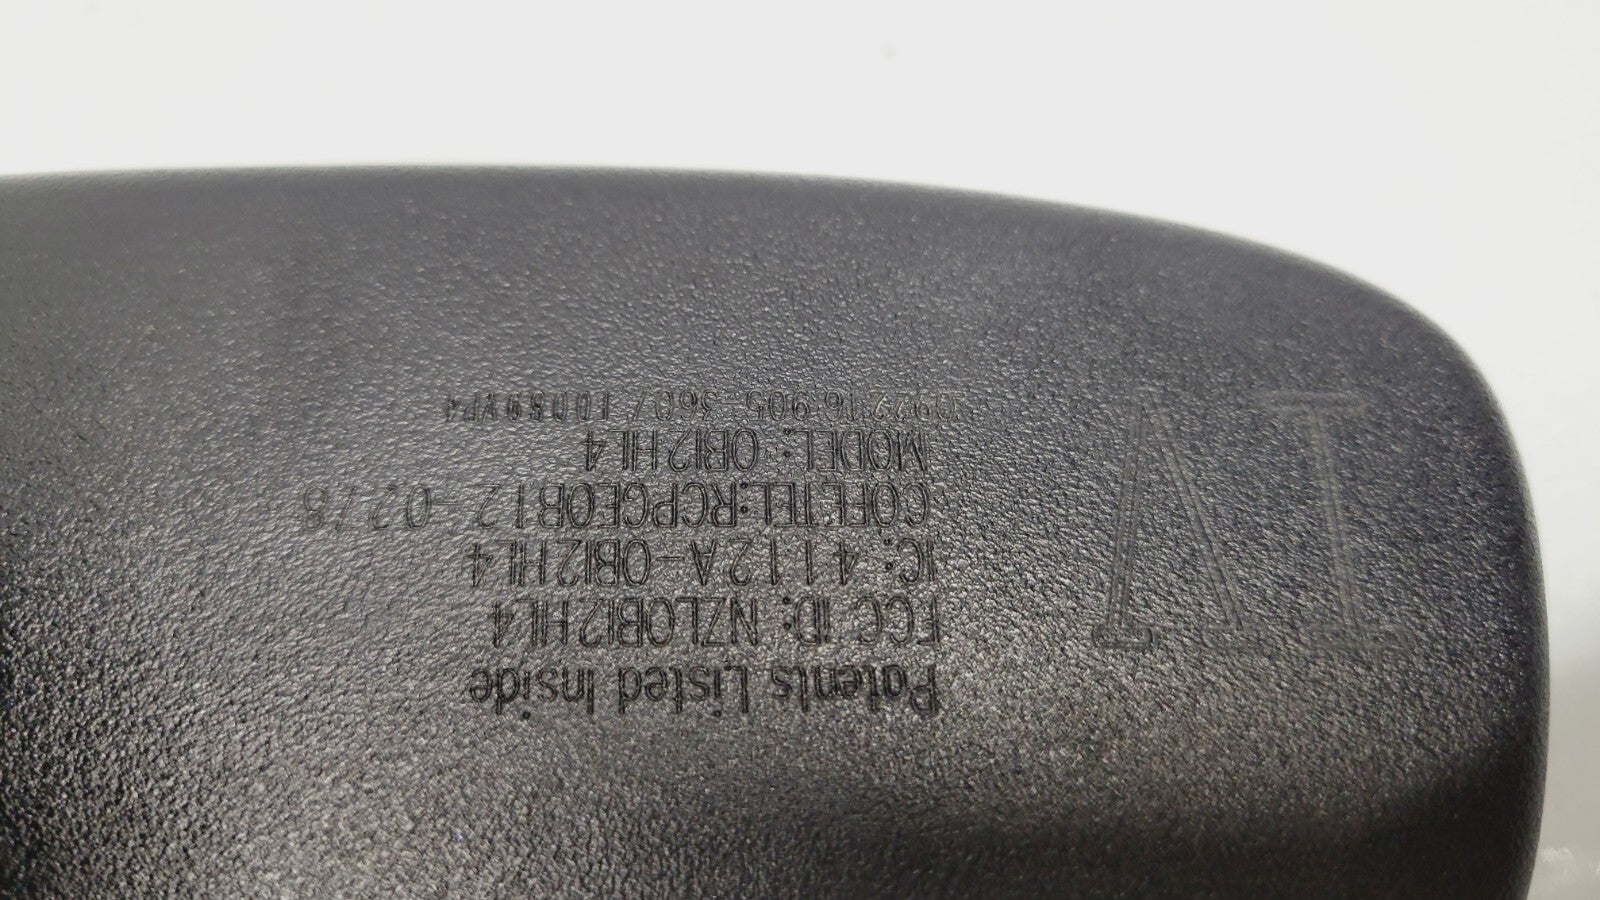 Patents Listed Inside
FCC ID: NZLOBI2HL4
IC: 4112A-OBI2HL4
COFETEL: RCPGEOB12-0278
MODEL: OBI2HL4